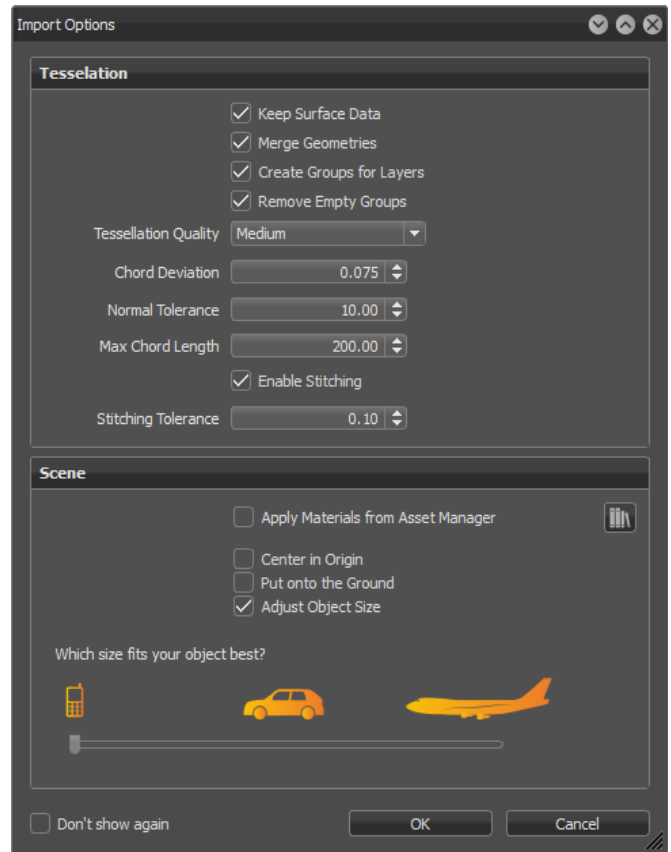 Import Options
Tesselation
Keep Surface Data
Merge Geometries
Create Groups for Layers
Remove Empty Groups
Tessellation Quality Medium
Chord Deviation 0.075
Normal Tolerance 10.00
Max Chord Length 200.00
Enable Stitching
Stitching Tolerance 0.10
Scene
Apply Materials from Asset Manager
Center in Origin
Put onto the Ground
Adjust Object Size
Which size fits your object best?
Don't show again OK Cancel